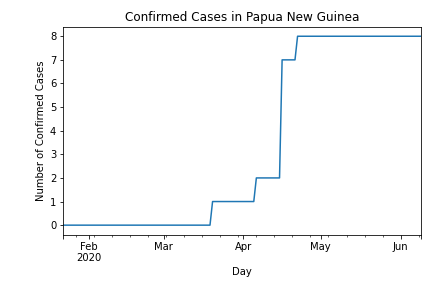 Confirmed Cases in Papua New Guinea
Number of Confirmed Cases
8
7
6
5
4
3
2
1
0
Feb Mar Apr May Jun
2020
Day